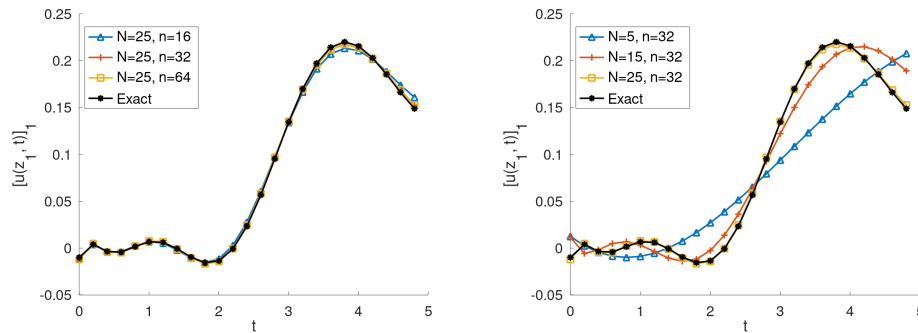 0.25
0.20
0.15
0.1
0.05
0
-0.05
0 1 2 3 4 5
t
[u(z1, t)]1
N=25, n=16
N=25, n=32
N=25, n=64
Exact
0.25
0.20
0.15
0.1
0.05
0
-0.05
0 1 2 3 4 5
t
[u(z1, t)]1
N=5, n=32
N=15, n=32
N=25, n=32
Exact